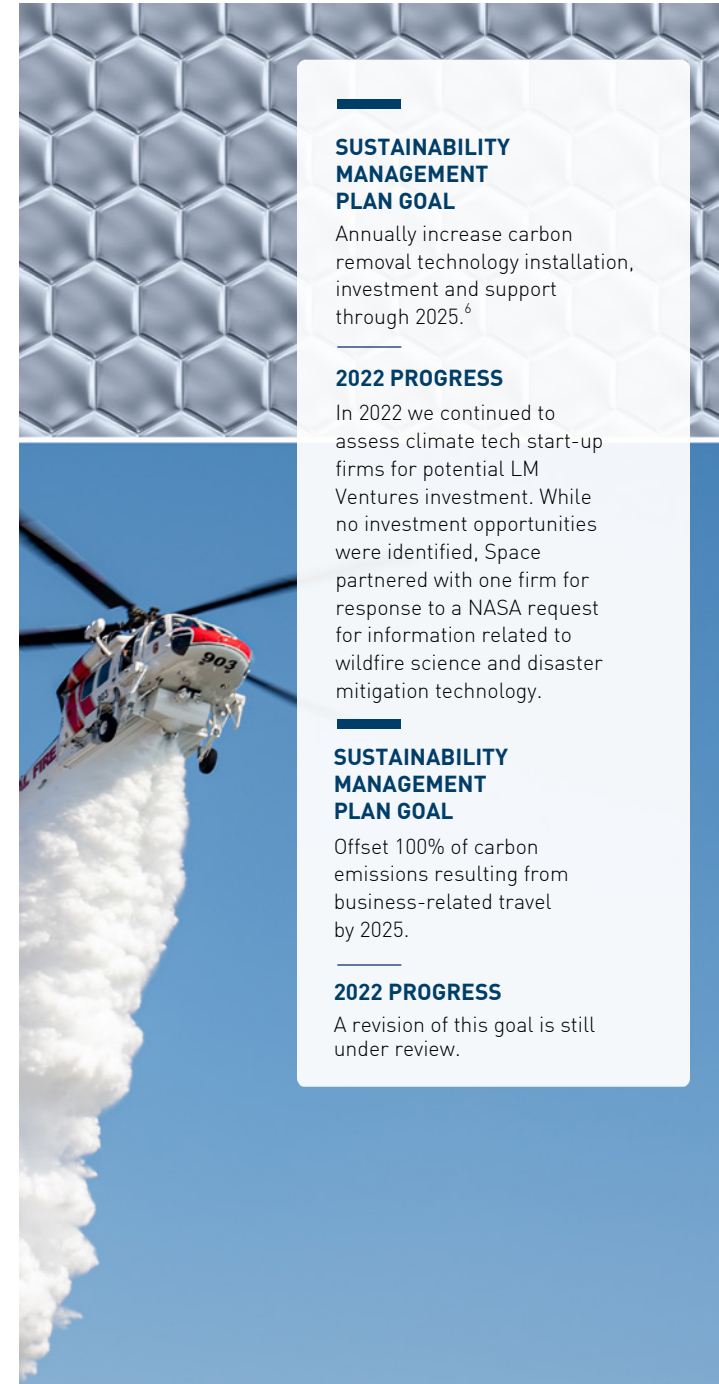 SUSTAINABILITY
MANAGEMENT
PLAN GOAL
Annually increase carbon
removal technology installation,
investment and support
through 2025.⁶
2022 PROGRESS
In 2022 we continued to
assess climate tech start-up
firms for potential LM
Ventures investment. While
no investment opportunities
were identified, Space
partnered with one firm for
response to a NASA request
for information related to
wildfire science and disaster
mitigation technology.
SUSTAINABILITY
MANAGEMENT
PLAN GOAL
Offset 100% of carbon
emissions resulting from
business-related travel
by 2025.
2022 PROGRESS
A revision of this goal is still
under review.
903
903
AL FIRE